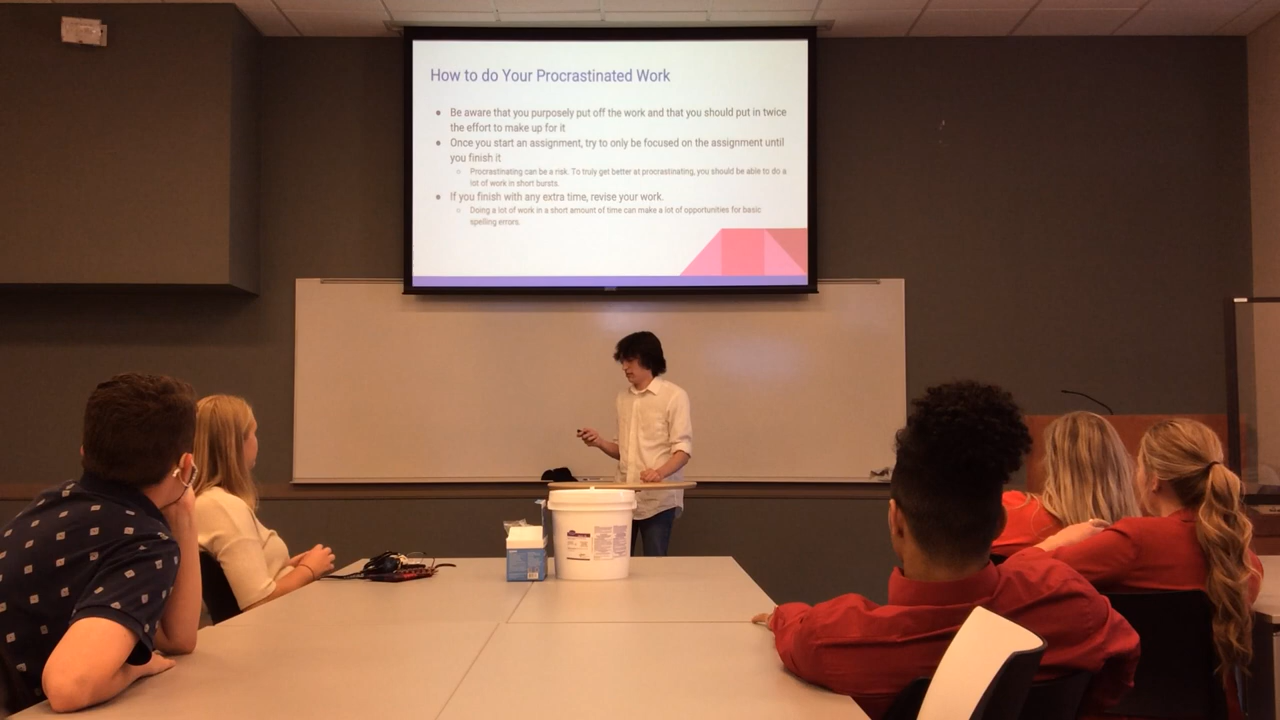 How to do Your Procrastinated Work
● Be aware that you purposely put off the work and that you should put in twice
the effort to make up for it
● Once you start an assignment, try to only be focused on the assignment until
you finish it
○ Procrastinating can be a risk. To truly get better at procrastinating, you should be able to do a
lot of work in short bursts.
● If you finish with any extra time, revise your work.
○ Doing a lot of work in a short amount of time can make a lot of opportunities for basic
spelling errors.